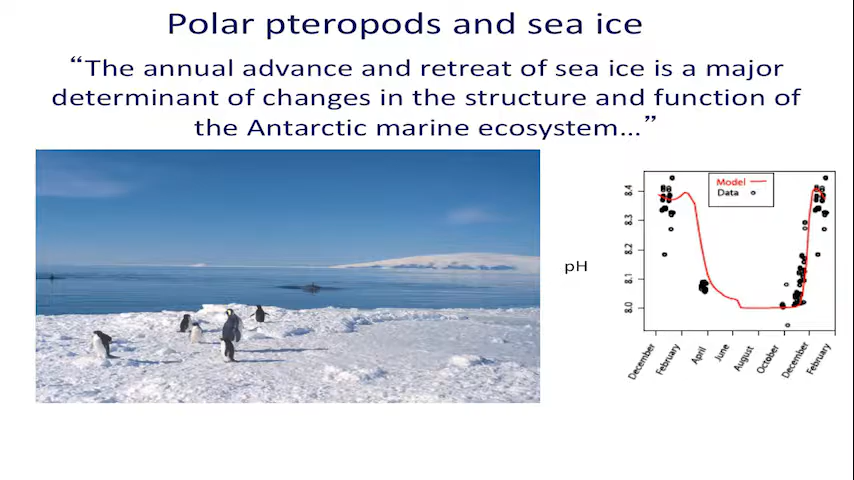 Polar pteropods and sea ice
“The annual advance and retreat of sea ice is a major
determinant of changes in the structure and function of
the Antarctic marine ecosystem…”
pH
Model
Data
8.4
8.3
8.2
8.1
8.0
December
February
April
June
August
October
December
February